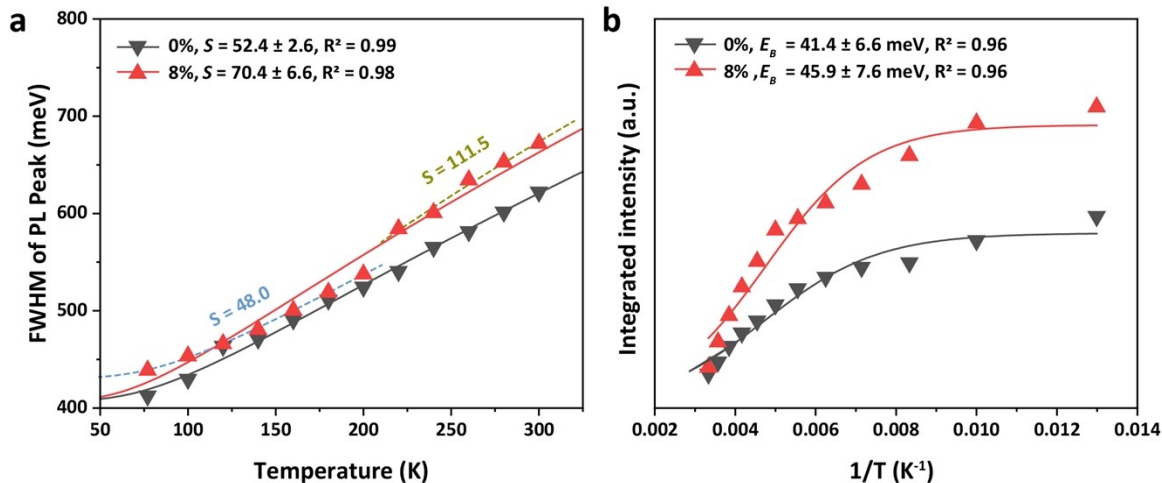 a
800
700
600
500
400
FWHM of PL Peak (meV)
0%, S = 52.4 ± 2.6, R² = 0.99
8%, S = 70.4 ± 6.6, R² = 0.98
S = 48.0
S = 111.5
50
100
150
200
250
300
Temperature (K)
b
Integrated intensity (a.u.)
0%, E_B = 41.4 ± 6.6 meV, R² = 0.96
8% ,E_B = 45.9 ± 7.6 meV, R² = 0.96
0.002
0.004
0.006
0.008
0.010
0.012
0.014
1/T (K⁻¹)